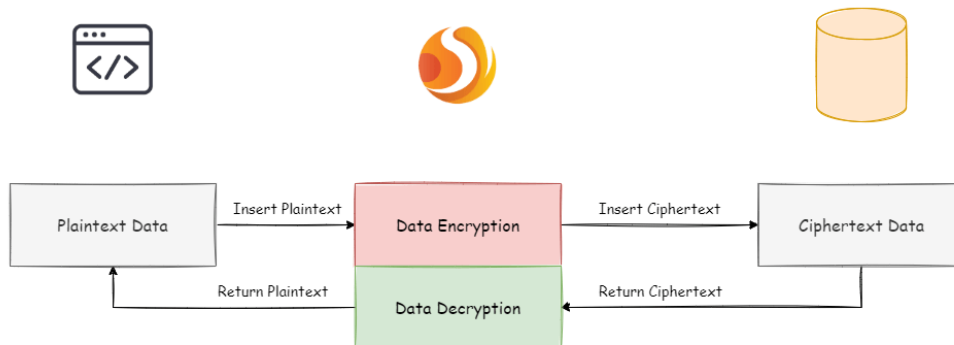 </>
Insert Plaintext
Insert Ciphertext
Plaintext Data
Data Encryption
Ciphertext Data
Return Plaintext
Return Ciphertext
Data Decryption